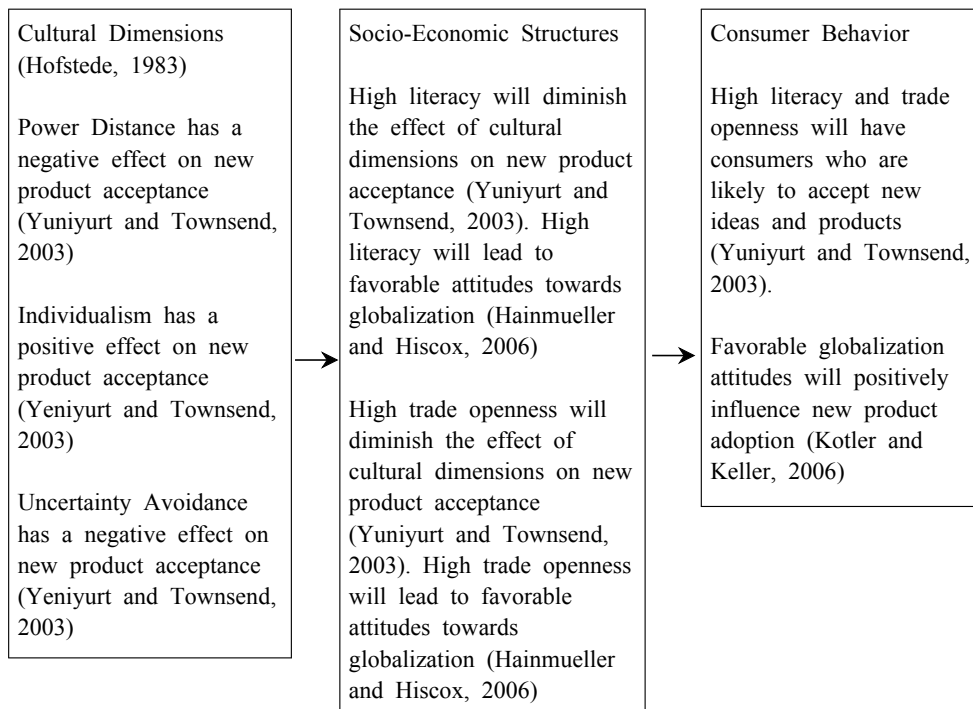 Cultural Dimensions
(Hofstede, 1983)
Power Distance has a
negative effect on new
product acceptance
(Yuniyurt and Townsend,
2003)
Individualism has a
positive effect on new
product acceptance
(Yeniyurt and Townsend,
2003)
Uncertainty Avoidance
has a negative effect on
new product acceptance
(Yeniyurt and Townsend,
2003)
Socio-Economic Structures
High literacy will diminish
the effect of cultural
dimensions on new product
acceptance (Yuniyurt and
Townsend, 2003). High
literacy will lead to
favorable attitudes towards
globalization (Hainmueller
and Hiscox, 2006)
High trade openness will
diminish the effect of
cultural dimensions on new
product acceptance
(Yuniyurt and Townsend,
2003). High trade openness
will lead to favorable
attitudes towards
globalization (Hainmueller
and Hiscox, 2006)
Consumer Behavior
High literacy and trade
openness will have
consumers who are
likely to accept new
ideas and products
(Yuniyurt and Townsend,
2003).
Favorable globalization
attitudes will positively
influence new product
adoption (Kotler and
Keller, 2006)